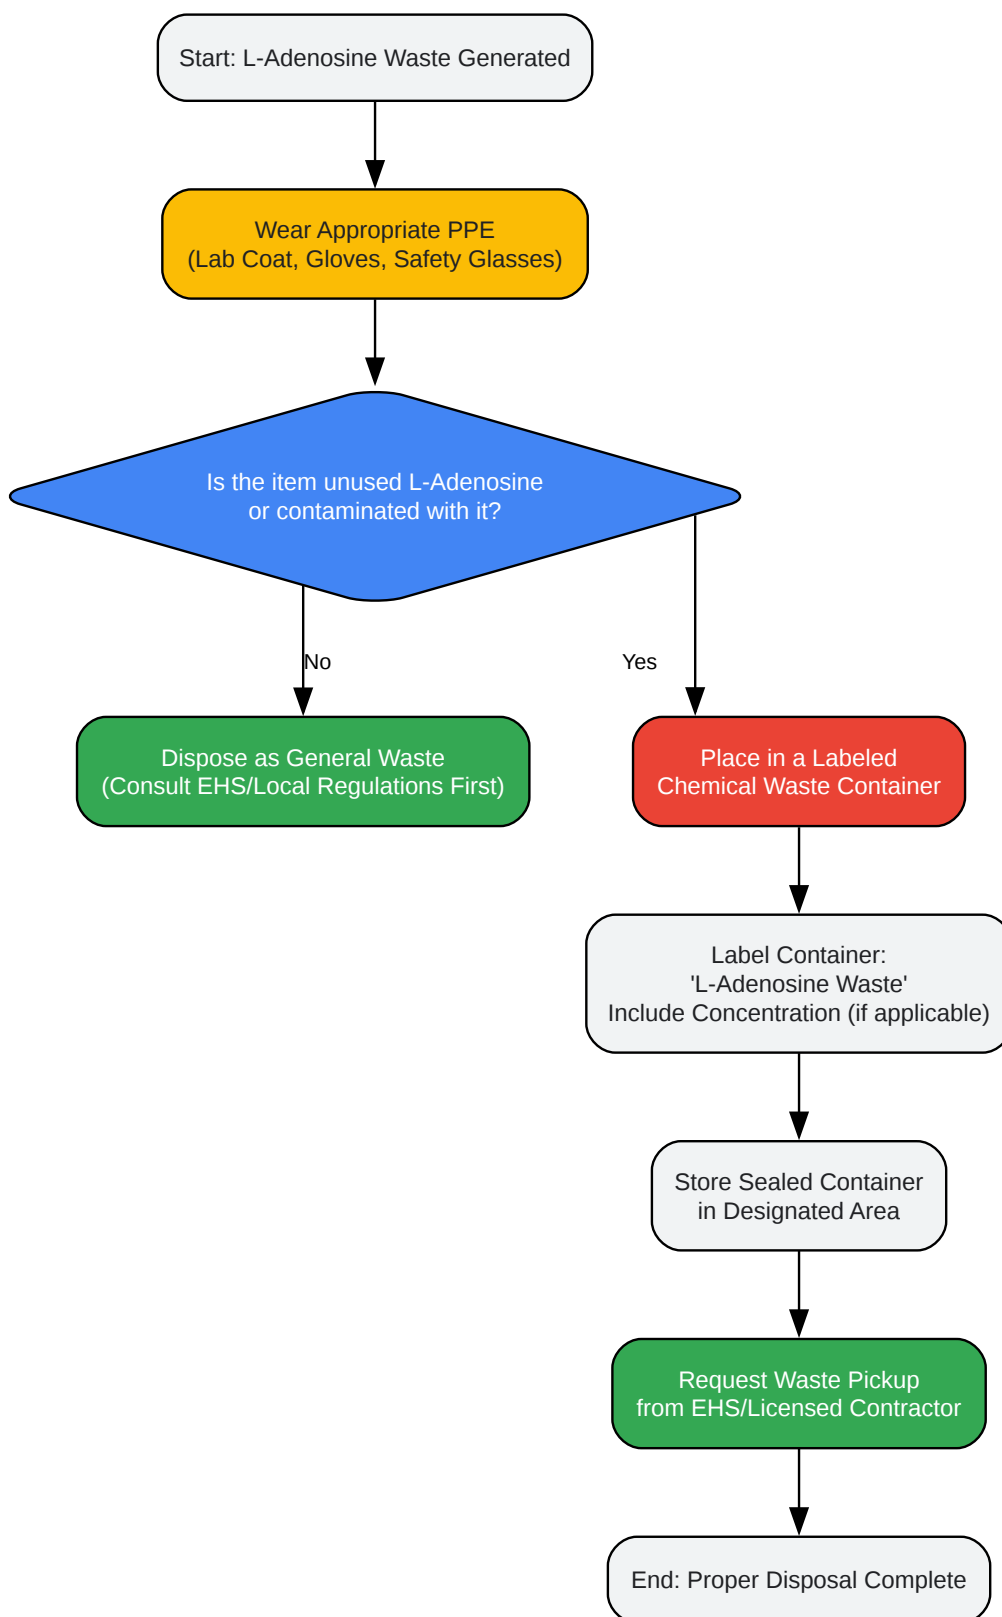 Start: L-Adenosine Waste Generated
Wear Appropriate PPE
(Lab Coat, Gloves, Safety Glasses)
Is the item unused L-Adenosine
or contaminated with it?
No
Yes
Dispose as General Waste
(Consult EHS/Local Regulations First)
Place in a Labeled
Chemical Waste Container
Label Container:
'L-Adenosine Waste'
Include Concentration (if applicable)
Store Sealed Container
in Designated Area
Request Waste Pickup
from EHS/Licensed Contractor
End: Proper Disposal Complete